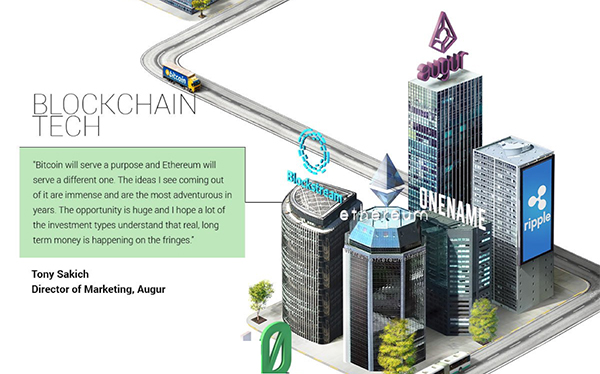 augur
bitcoin
BLOCKCHAIN
TECH
"Bitcoin will serve a purpose and Ethereum will
serve a different one. The ideas I see coming out
of it are immense and are the most adventurous in
years. The opportunity is huge and I hope a lot of
the investment types understand that real, long
term money is happening on the fringes."
Tony Sakich
Director of Marketing, Augur
Blockstream
ethereum
ONENAME
ripple